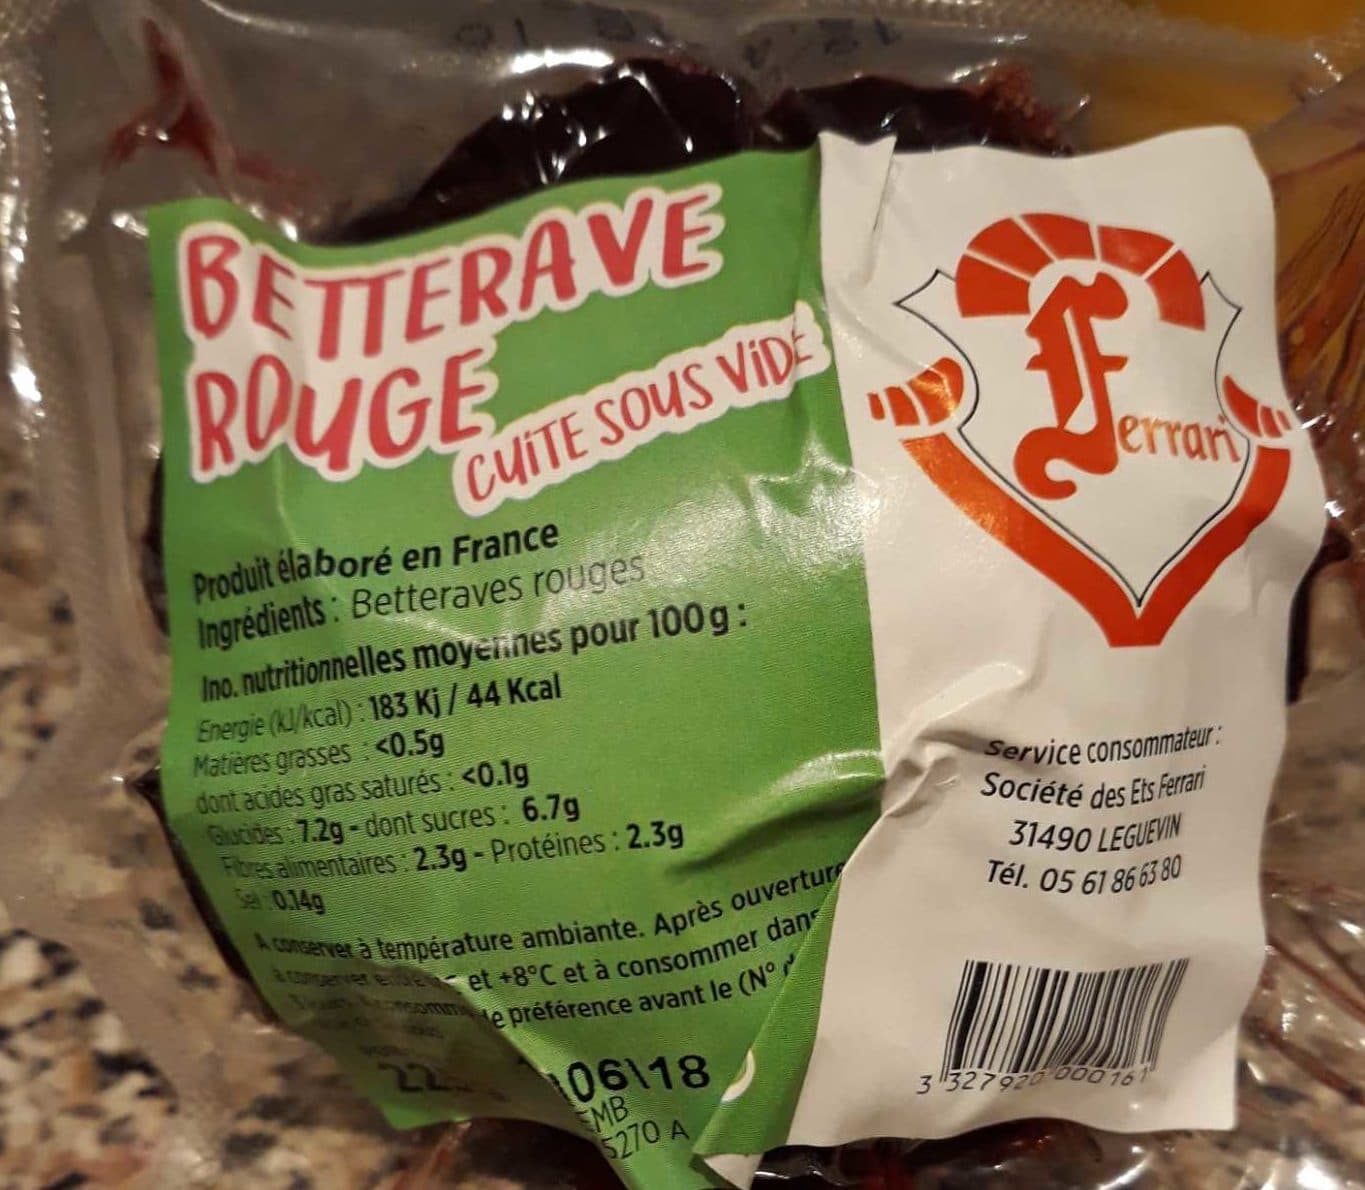 BETTERAVE
ROUGE
CUITE SOUS VIDE
Produit élaboré en France
Ingrédients : Betteraves rouges
Ino. nutritionnelles moyennes pour 100g :
Energie (kJ/kcal) : 183 Kj / 44 Kcal
Matières grasses : <0.5g
dont acides gras saturés : <0.1g
Glucides : 7.2g - dont sucres : 6.7g
Fibres alimentaires : 2.3g - Protéines : 2.3g
Sel : 0.14g
A conserver à température ambiante. Après ouverture
à conserver et +8°C et à consommer dans
préférence avant le (N°
22 06\18
EMB
5270 A
Ferrari
Service consommateur :
Société des Ets Ferrari
31490 LEGUEVIN
Tél. 05 61 86 63 80
3 327920 000161